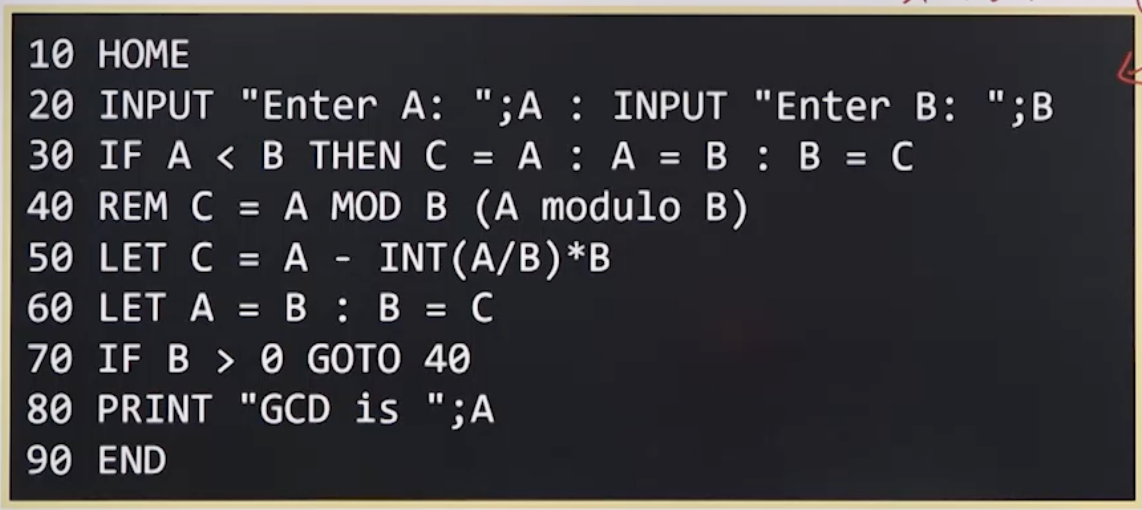 10 HOME
20 INPUT "Enter A: ";A : INPUT "Enter B: ";B
30 IF A < B THEN C = A : A = B : B = C
40 REM C = A MOD B (A modulo B)
50 LET C = A - INT(A/B)*B
60 LET A = B : B = C
70 IF B > 0 GOTO 40
80 PRINT "GCD is ";A
90 END